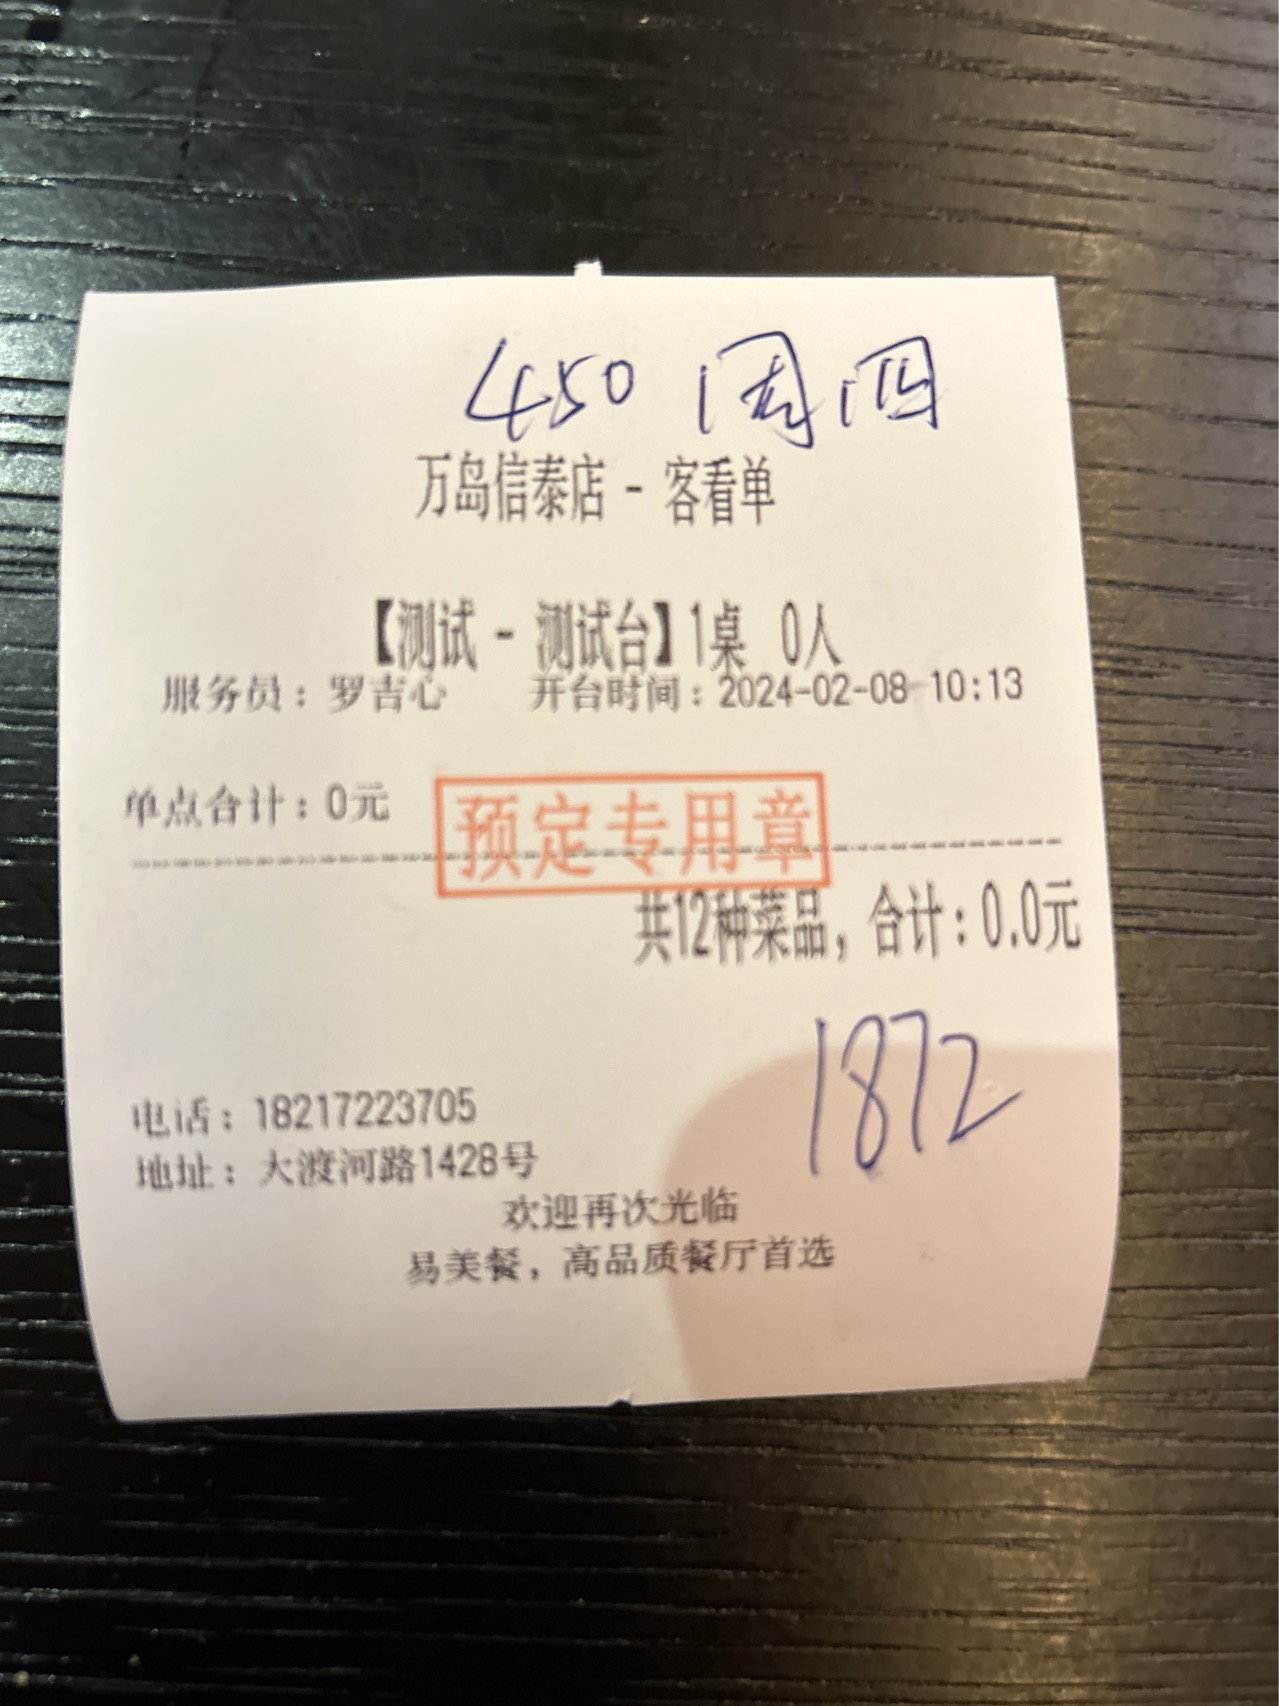 450 周四
万岛信泰店 - 客看单
【测试 - 测试台】1桌 0人
服务员：罗吉心 开台时间：2024-02-08 10:13
单点合计：0元
预定专用章
共12种菜品，合计：0.0元
1872
电话：18217223705
地址：大渡河路1428号
欢迎再次光临
易美餐，高品质餐厅首选